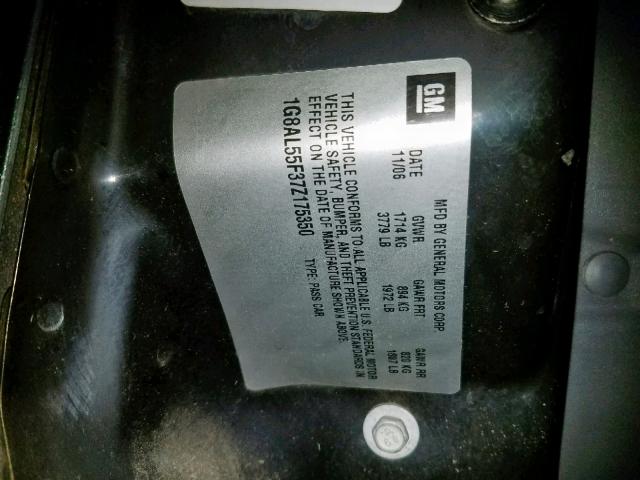 GM
MFD BY GENERAL MOTORS CORP.
DATE GVWR GAWR FRT GAWR RR
11/06 1714 KG 894 KG 820 KG
3779 LB 1972 LB 1807 LB
THIS VEHICLE CONFORMS TO ALL APPLICABLE U.S. FEDERAL MOTOR
VEHICLE SAFETY, BUMPER, AND THEFT PREVENTION STANDARDS IN
EFFECT ON THE DATE OF MANUFACTURE SHOWN ABOVE.
1G8AL55F37Z175350 TYPE: PASS CAR